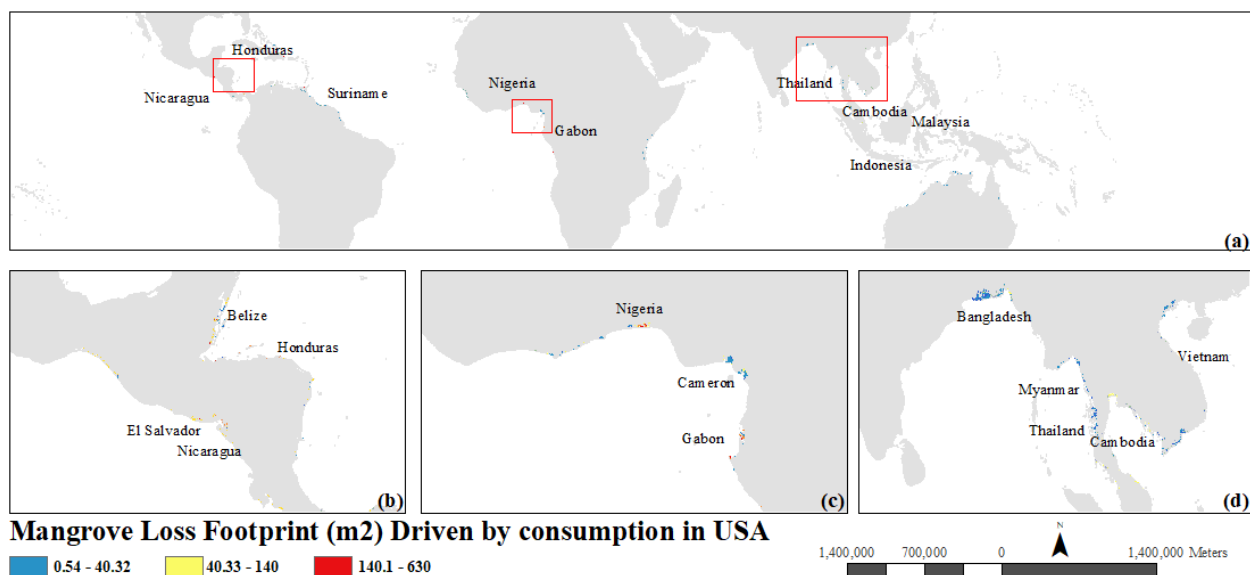 Honduras
Nicaragua
Suriname
Nigeria
Gabon
Thailand
Cambodia
Malaysia
Indonesia
(a)
Belize
Honduras
El Salvador
Nicaragua
(b)
Nigeria
Cameron
Gabon
(c)
Bangladesh
Vietnam
Myanmar
Thailand
Cambodia
(d)
Mangrove Loss Footprint (m2) Driven by consumption in USA
0.54 - 40.32 40.33 - 140 140.1 - 630
N
1,400,000 700,000 0 1,400,000 Meters